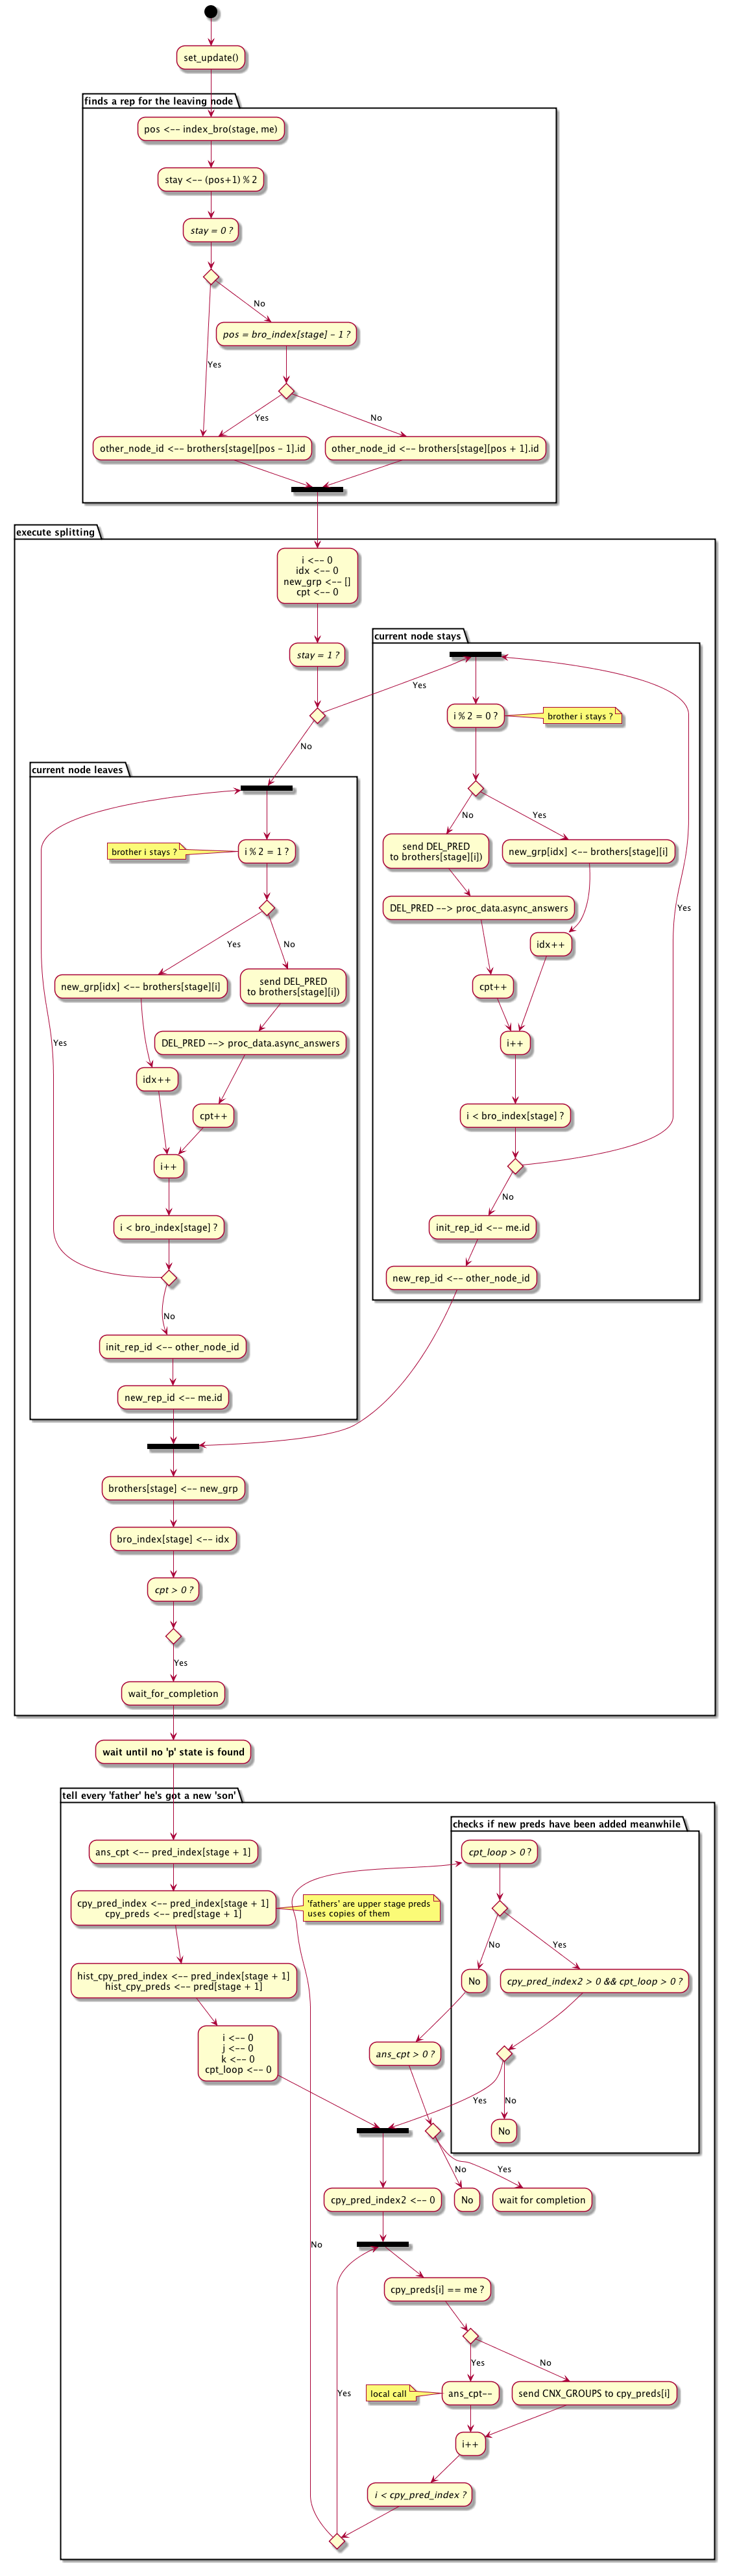 set_update()
finds a rep for the leaving node
pos <-- index_bro(stage, me)
stay <-- (pos+1) % 2
stay = 0 ?
No
pos = bro_index[stage] - 1 ?
Yes
Yes
No
other_node_id <-- brothers[stage][pos - 1].id
other_node_id <-- brothers[stage][pos + 1].id
execute splitting
i <-- 0
idx <-- 0
new_grp <-- []
cpt <-- 0
stay = 1 ?
Yes
No
current node stays
i % 2 = 0 ?
brother i stays ?
No
Yes
send DEL_PRED
to brothers[stage][i])
new_grp[idx] <-- brothers[stage][i]
DEL_PRED --> proc_data.async_answers
idx++
cpt++
i++
Yes
i < bro_index[stage] ?
No
init_rep_id <-- me.id
new_rep_id <-- other_node_id
current node leaves
brother i stays ?
i % 2 = 1 ?
Yes
No
new_grp[idx] <-- brothers[stage][i]
send DEL_PRED
to brothers[stage][i])
DEL_PRED --> proc_data.async_answers
Yes
idx++
cpt++
i++
i < bro_index[stage] ?
No
init_rep_id <-- other_node_id
new_rep_id <-- me.id
brothers[stage] <-- new_grp
bro_index[stage] <-- idx
cpt > 0 ?
Yes
wait_for_completion
wait until no 'p' state is found
tell every 'father' he's got a new 'son'
ans_cpt <-- pred_index[stage + 1]
cpy_pred_index <-- pred_index[stage + 1]
cpy_preds <-- pred[stage + 1]
'fathers' are upper stage preds
uses copies of them
hist_cpy_pred_index <-- pred_index[stage + 1]
hist_cpy_preds <-- pred[stage + 1]
i <-- 0
j <-- 0
k <-- 0
cpt_loop <-- 0
checks if new preds have been added meanwhile
cpt_loop > 0 ?
No
Yes
No
cpy_pred_index2 > 0 && cpt_loop > 0 ?
ans_cpt > 0 ?
Yes
No
No
No
Yes
No
wait for completion
cpy_pred_index2 <-- 0
No
cpy_preds[i] == me ?
Yes
No
Yes
local call
ans_cpt--
send CNX_GROUPS to cpy_preds[i]
i++
i < cpy_pred_index ?